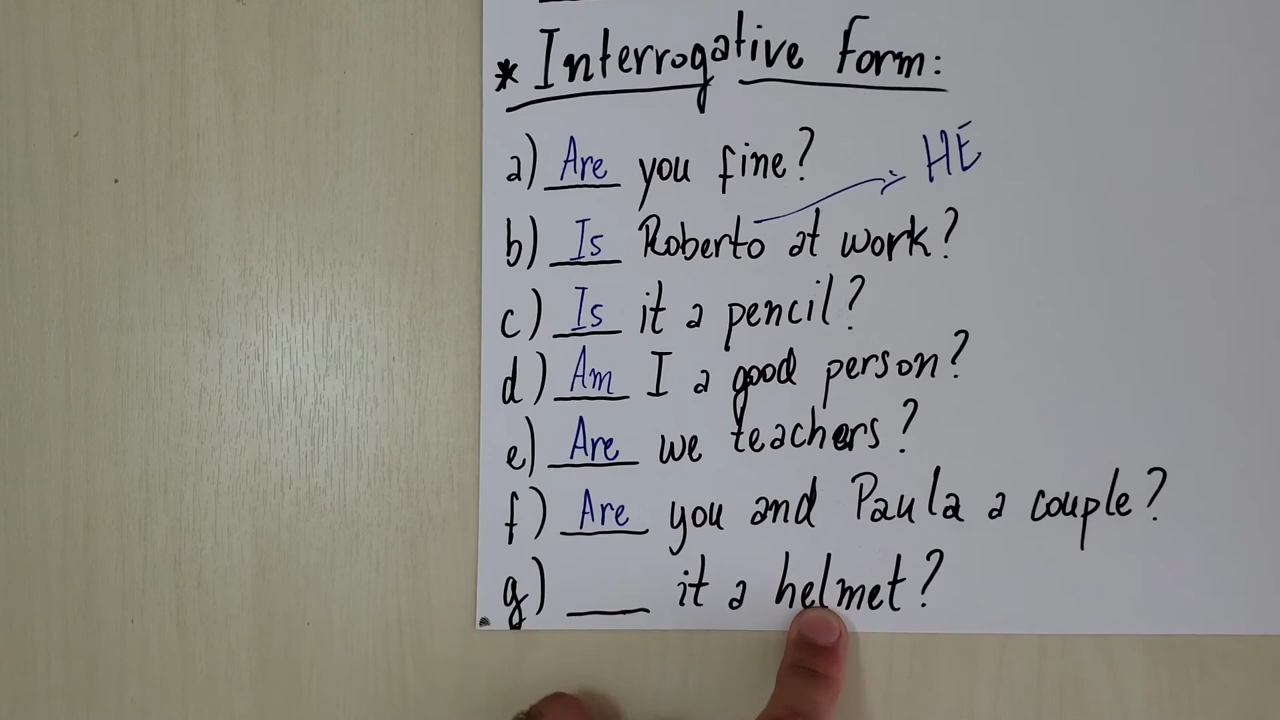 * Interrogative form:
a) Are you fine?
HE
b) Is Roberto at work?
c) Is it a pencil?
d) Am I a good person?
e) Are we teachers?
f) Are you and Paula a couple?
g) ____ it a helmet?